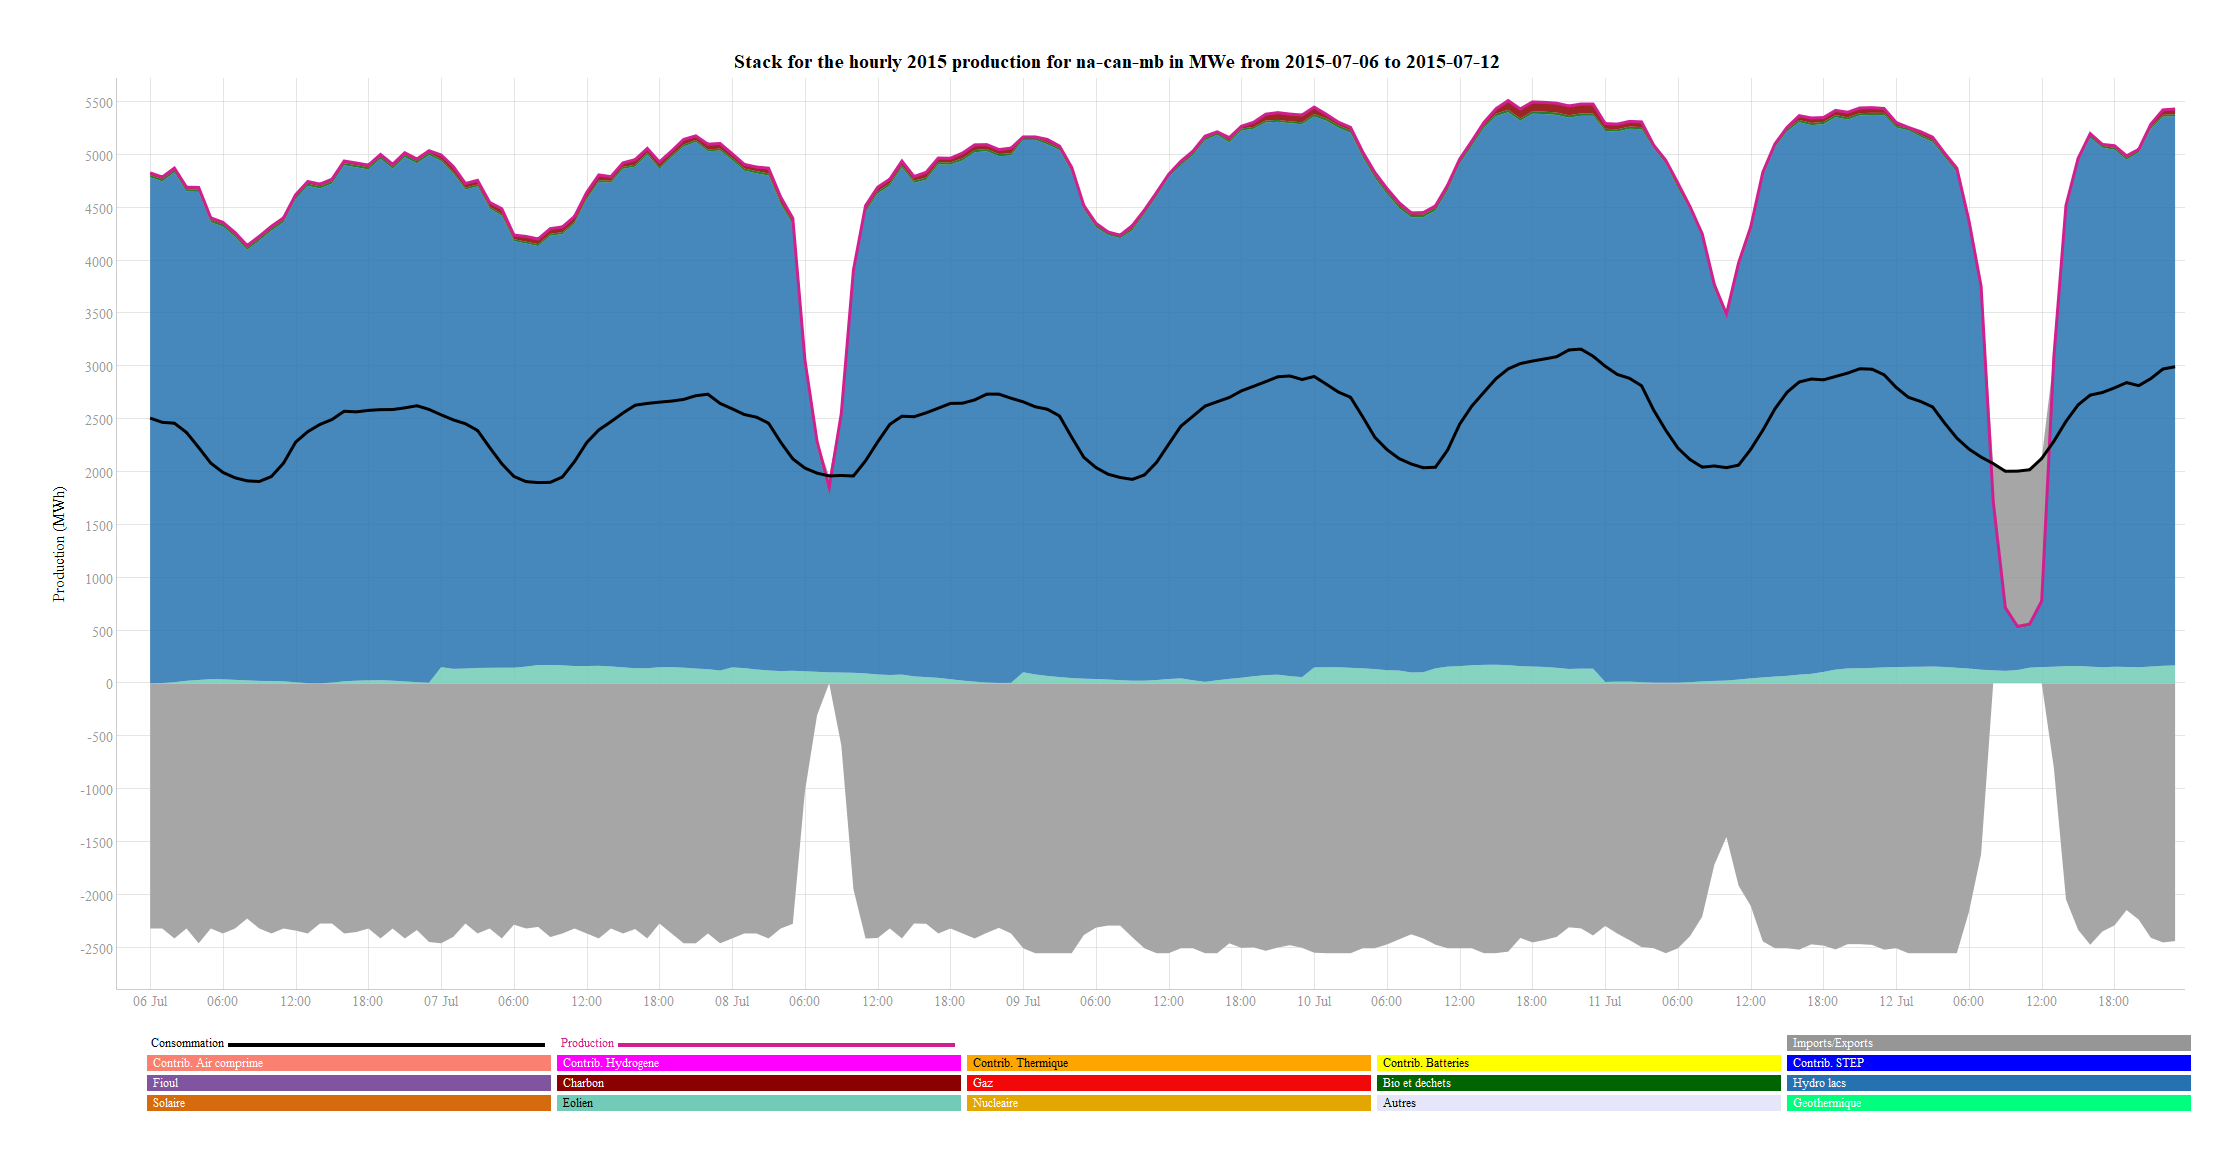 Stack for the hourly 2015 production for na-can-mb in MWe from 2015-07-06 to 2015-07-12
5500
5000
4500
4000
3500
3000
2500
2000
1500
1000
500
0
-500
-1000
-1500
-2000
-2500
Production (MWh)
06 Jul 06:00 12:00 18:00 07 Jul 06:00 12:00 18:00 08 Jul 06:00 12:00 18:00 09 Jul 06:00 12:00 18:00 10 Jul 06:00 12:00 18:00 11 Jul 06:00 12:00 18:00 12 Jul 06:00 12:00 18:00
Consommation Production Imports/Exports
Contrib. Air comprime Contrib. Hydrogene Contrib. Thermique Contrib. Batteries Contrib. STEP
Fioul Charbon Gaz Bio et dechets Hydro lacs
Solaire Eolien Nucleaire Autres Geothermique